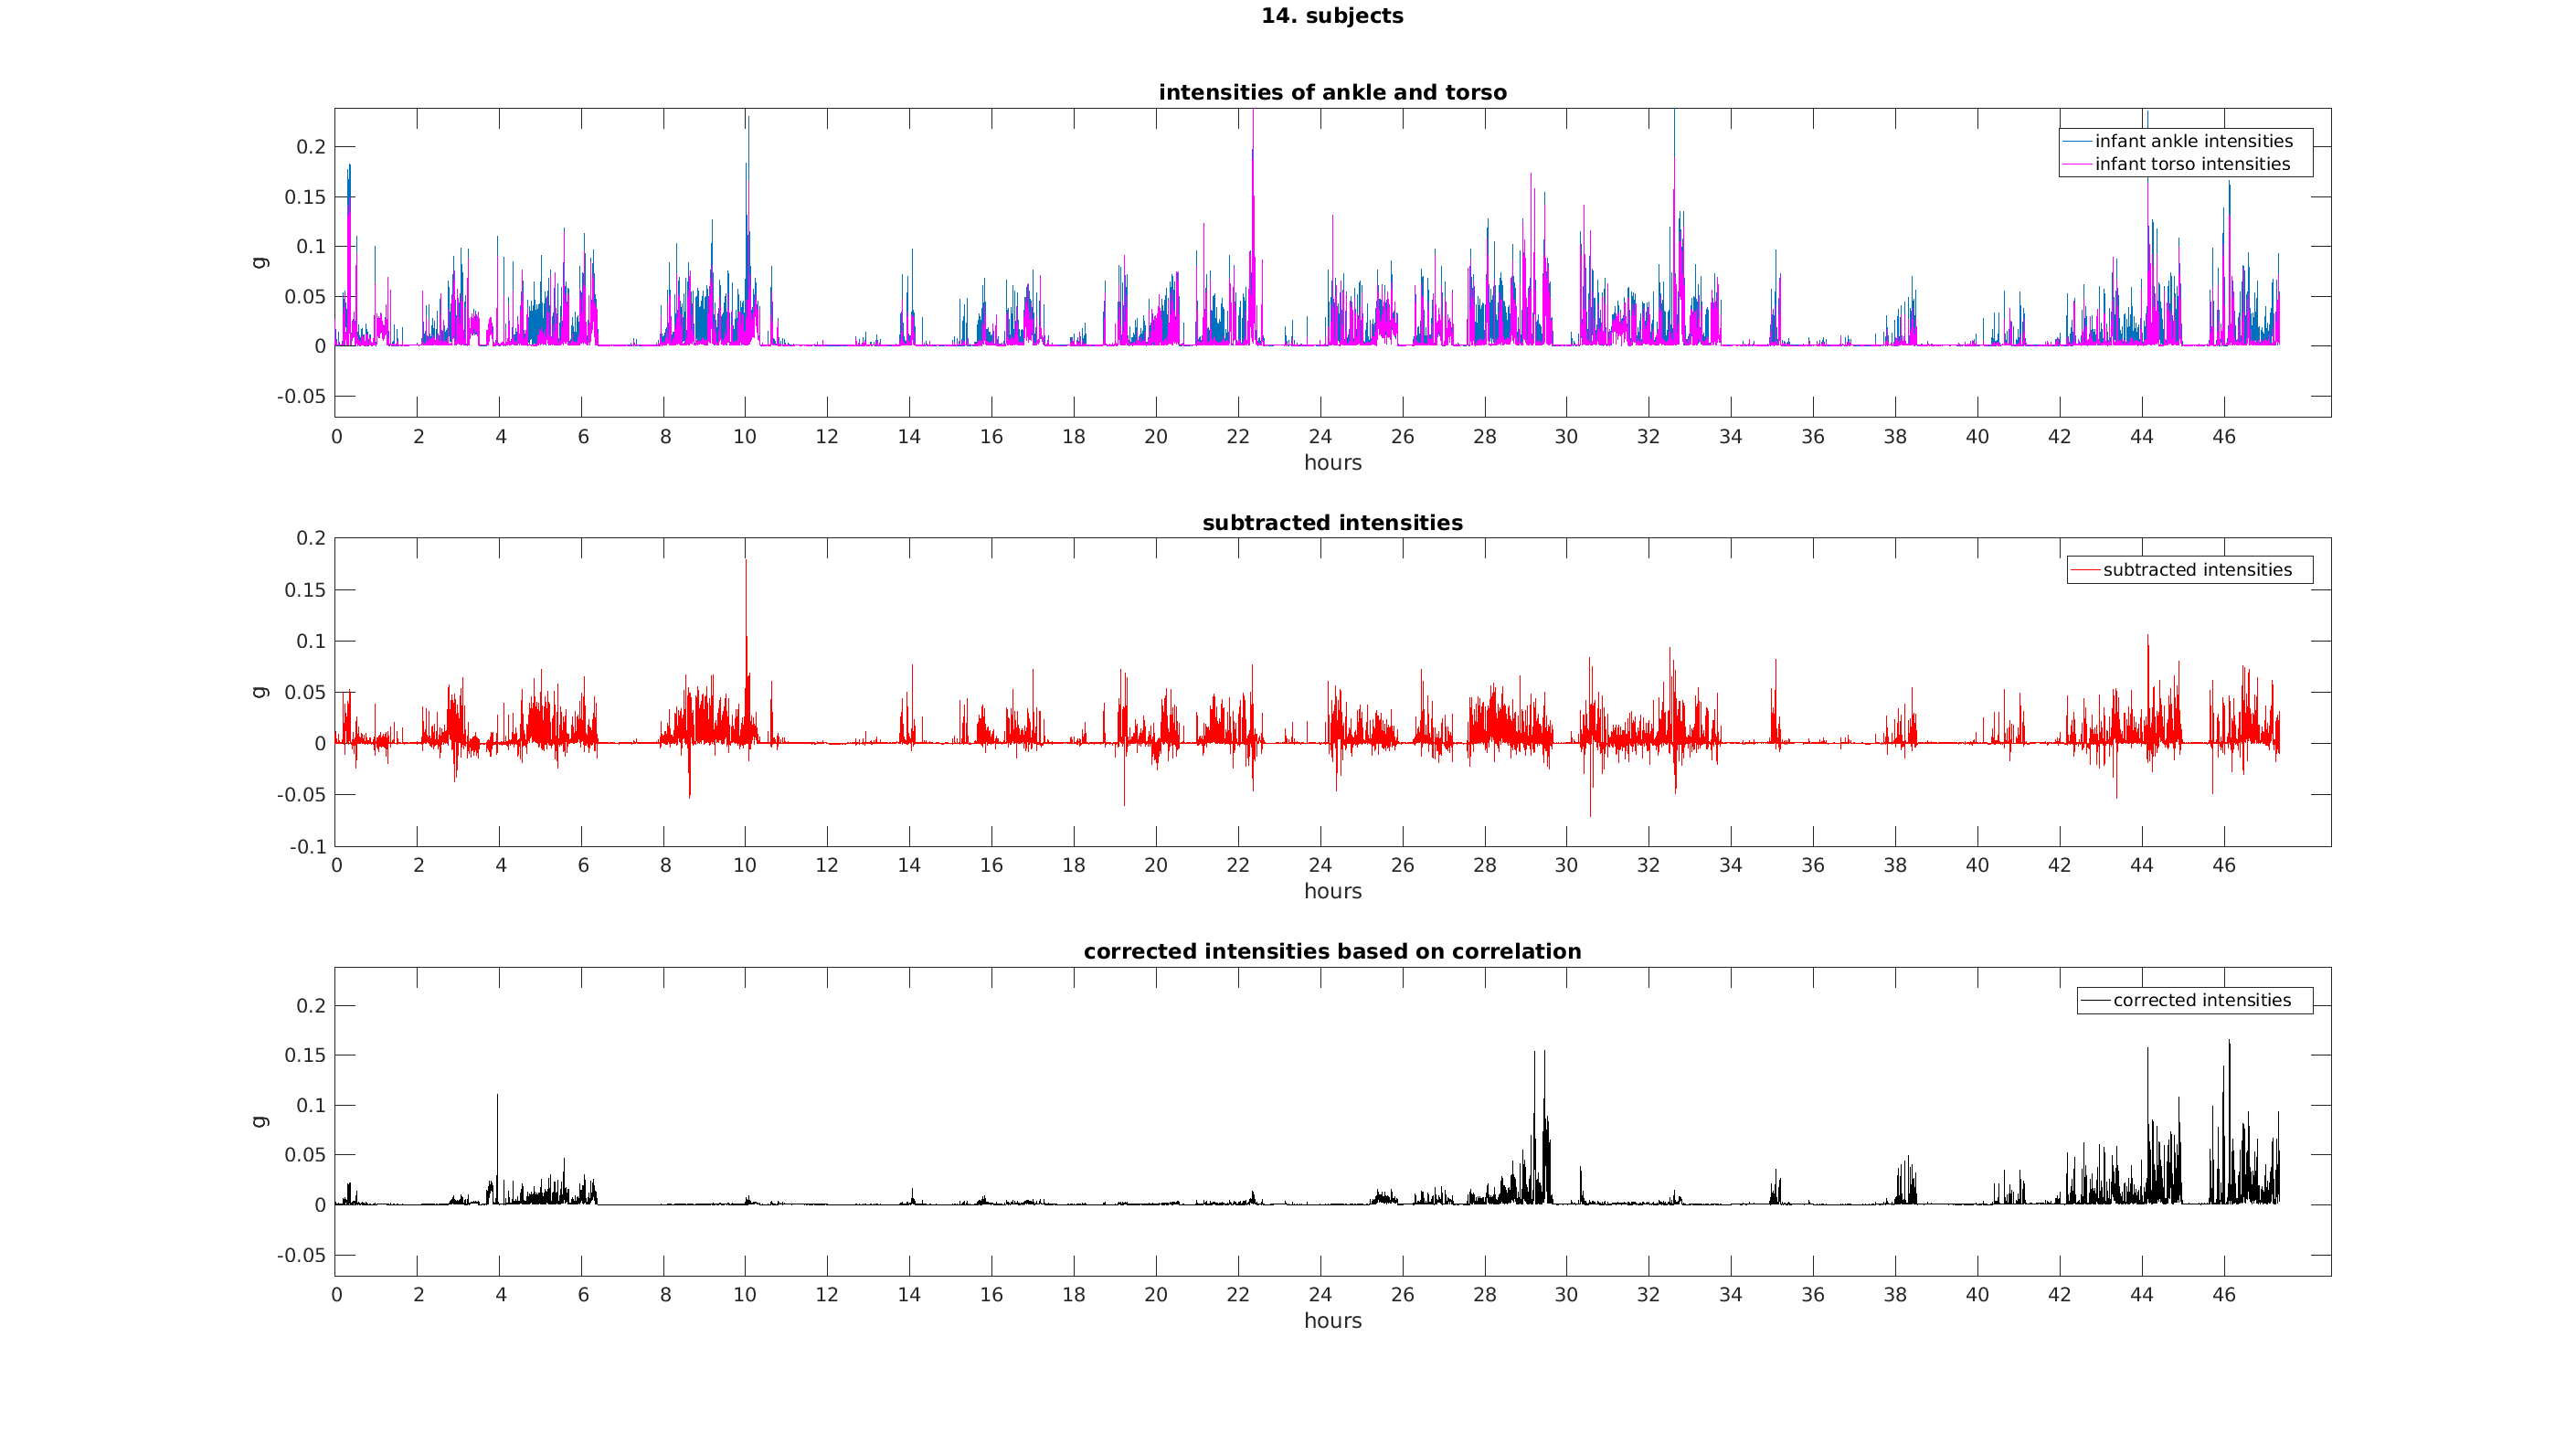 14. subjects
intensities of ankle and torso
0.2
0.15
0.1
0.05
0
-0.05
g
infant ankle intensities
infant torso intensities
0 2 4 6 8 10 12 14 16 18 20 22 24 26 28 30 32 34 36 38 40 42 44 46
hours
subtracted intensities
0.2
0.15
0.1
0.05
0
-0.05
-0.1
g
subtracted intensities
0 2 4 6 8 10 12 14 16 18 20 22 24 26 28 30 32 34 36 38 40 42 44 46
hours
corrected intensities based on correlation
0.2
0.15
0.1
0.05
0
-0.05
g
corrected intensities
0 2 4 6 8 10 12 14 16 18 20 22 24 26 28 30 32 34 36 38 40 42 44 46
hours